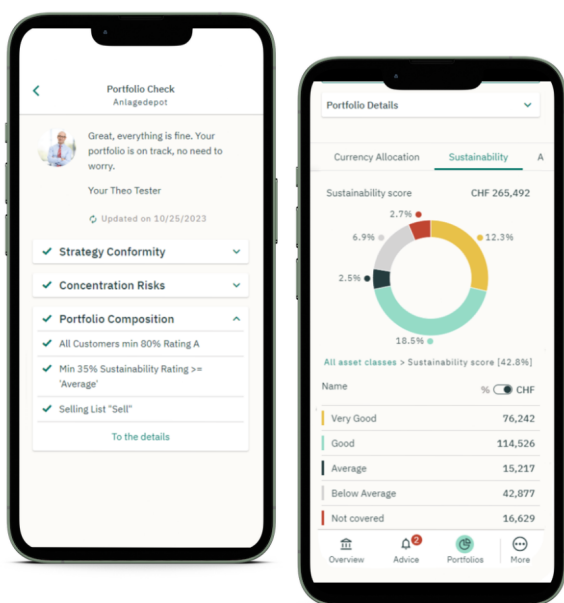 Portfolio Check
Anlagedepot
Great, everything is fine. Your
portfolio is on track, no need to
worry.
Your Theo Tester
Updated on 10/25/2023
Strategy Conformity
Concentration Risks
Portfolio Composition
All Customers min 80% Rating A
Min 35% Sustainability Rating >=
'Average'
Selling List "Sell"
To the details
Portfolio Details
Currency Allocation Sustainability A
Sustainability score CHF 265,492
2.7%
6.9% 12.3%
2.5%
18.5%
All asset classes > Sustainability score [42.8%]
Name % CHF
Very Good 76,242
Good 114,526
Average 15,217
Below Average 42,877
Not covered 16,629
2
Overview Advice Portfolios More